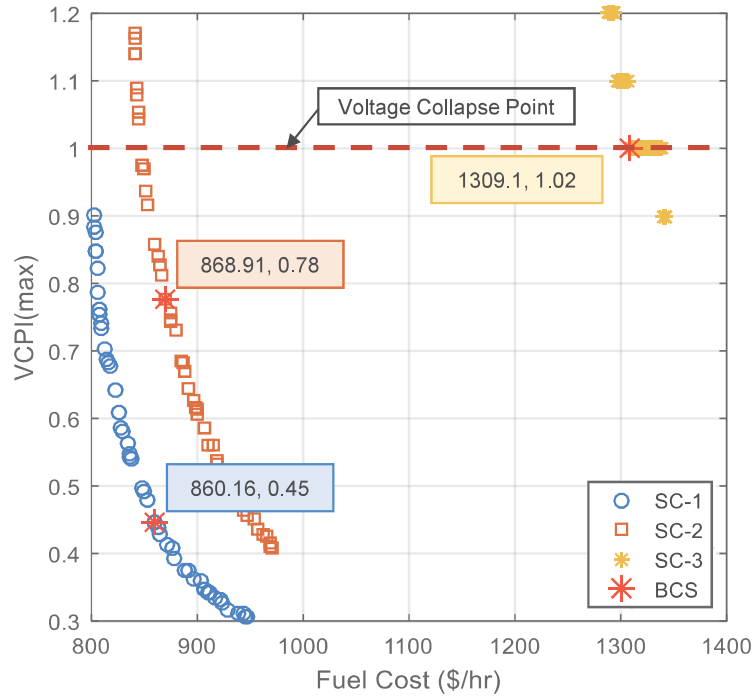 1.2
1.1
1
0.9
0.8
0.7
0.6
0.5
0.4
0.3
VCPI(max)
Voltage Collapse Point
1309.1, 1.02
868.91, 0.78
860.16, 0.45
SC-1
SC-2
SC-3
BCS
800
900
1000
1100
1200
1300
1400
Fuel Cost ($/hr)